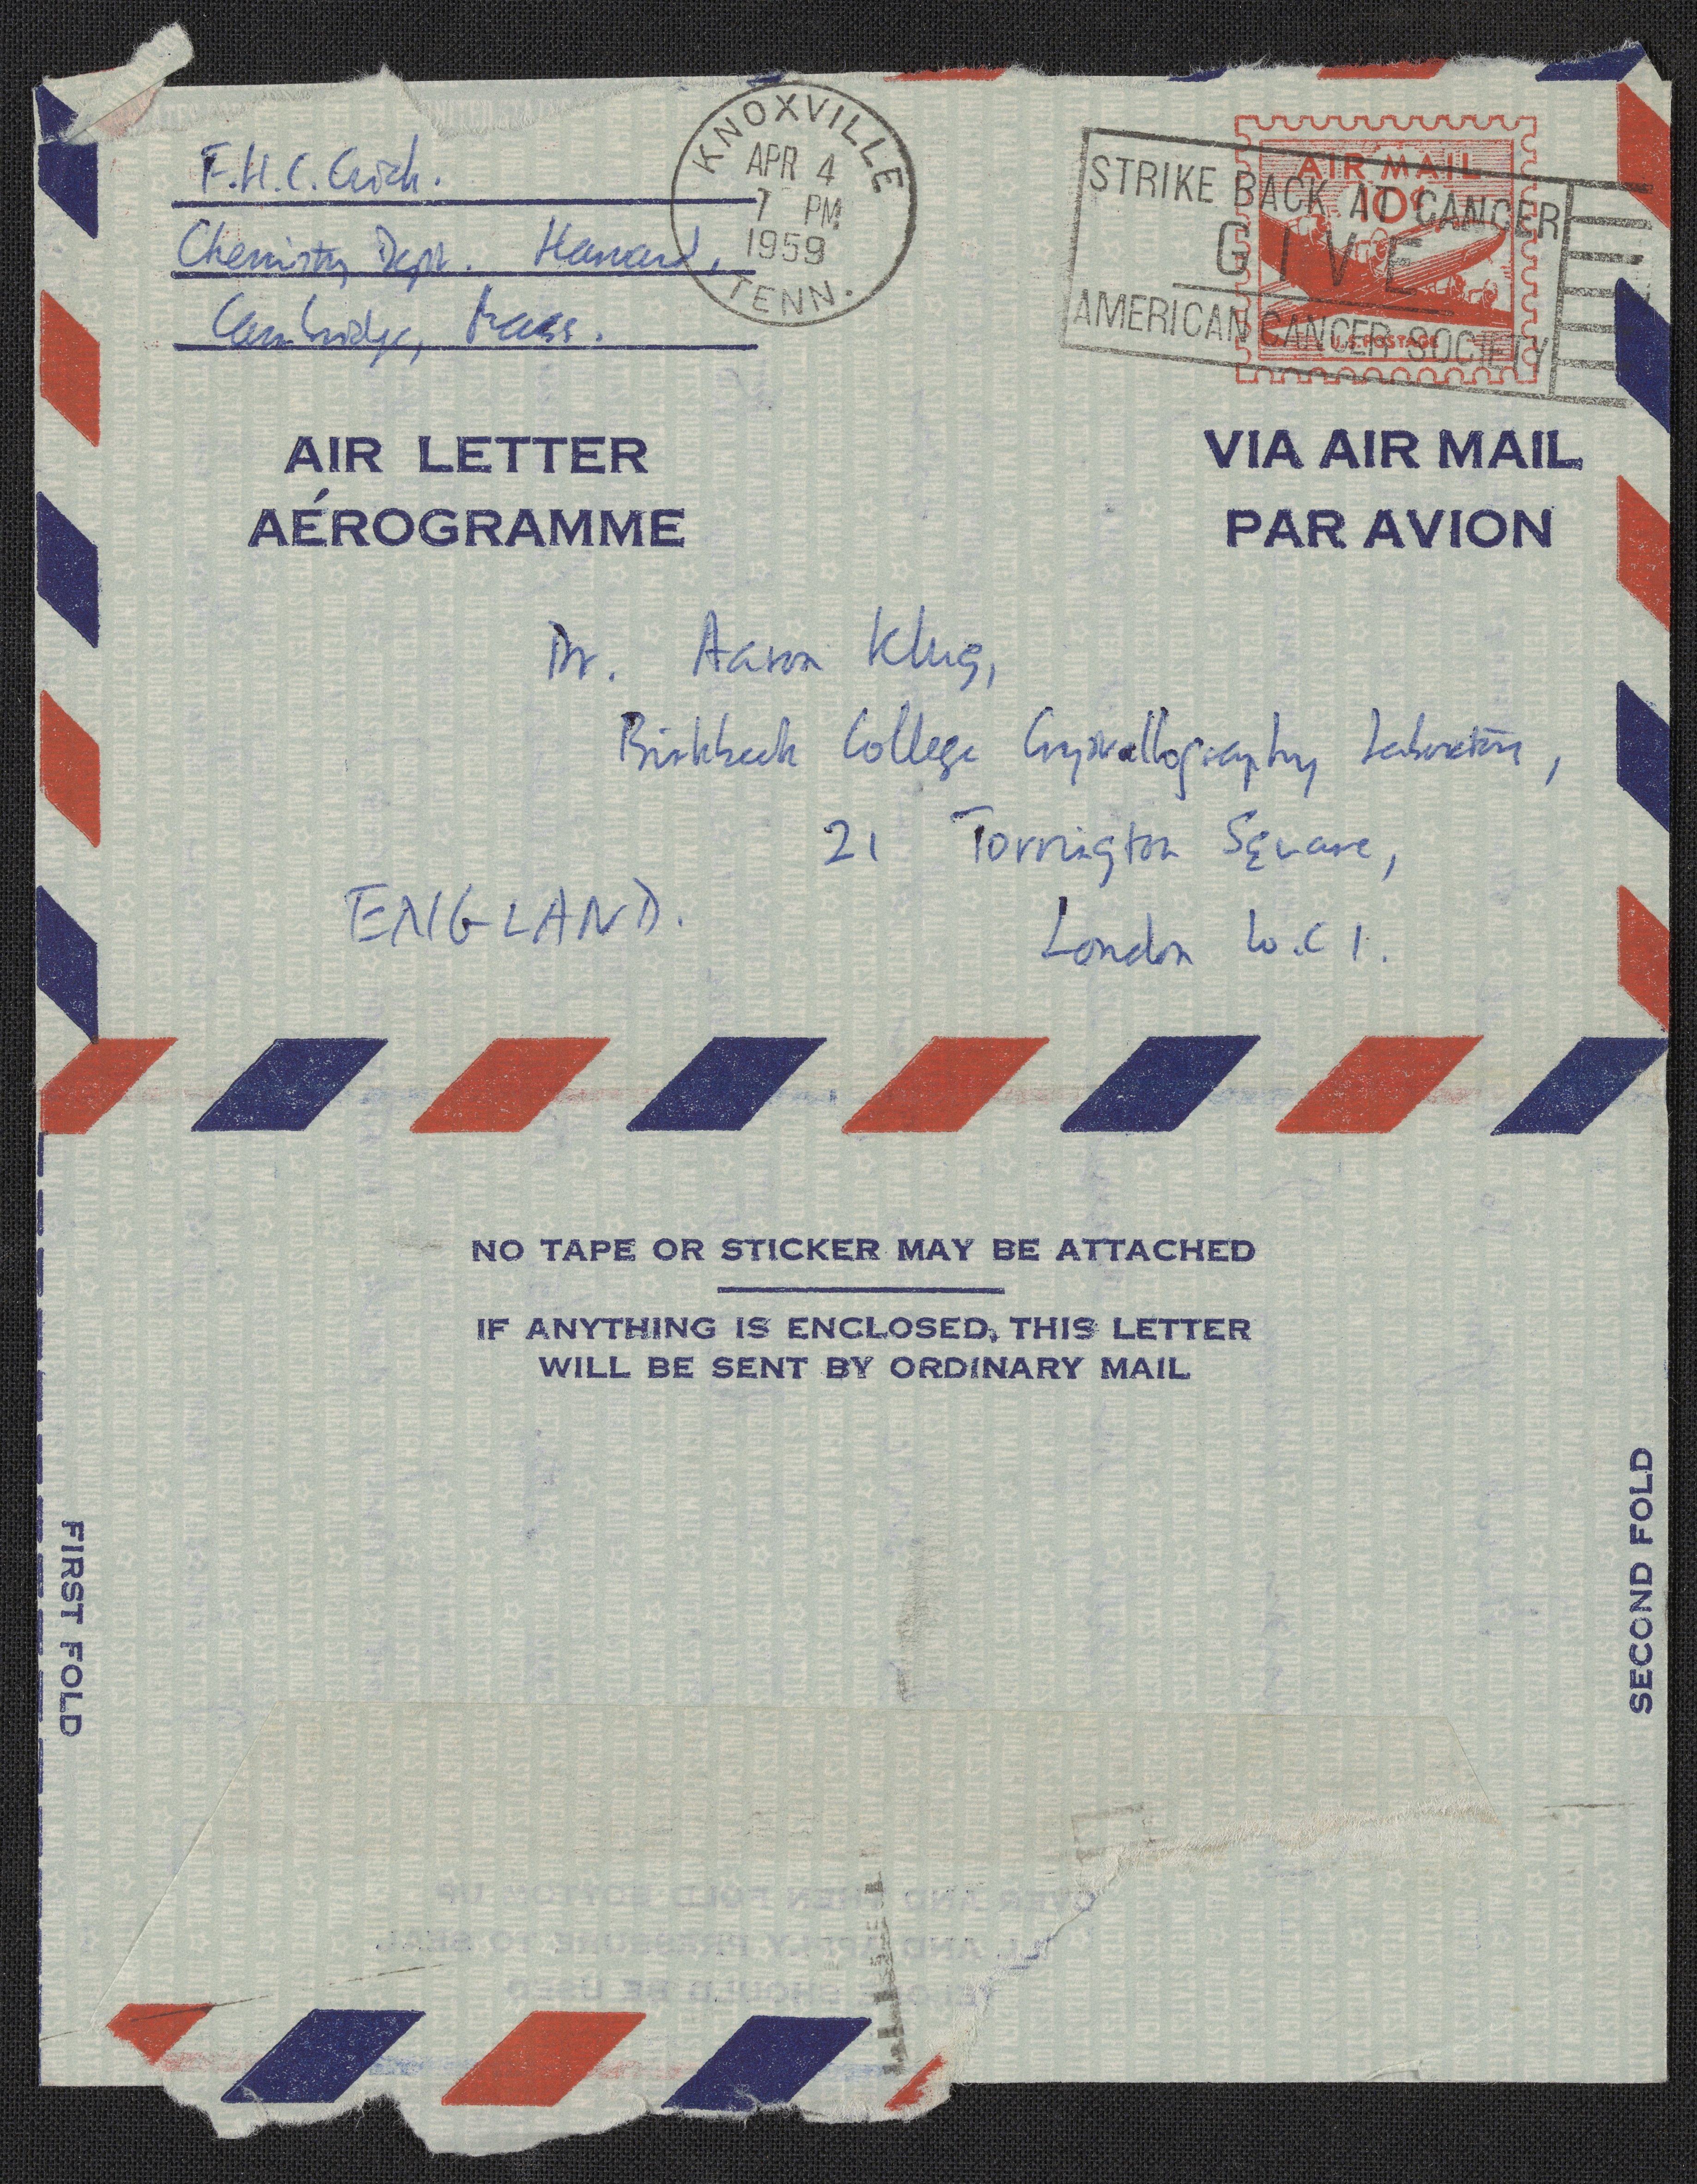 F.H.C. Crick.
Chemistry Dept. Harvard,
Cambridge, Mass.
KNOXVILLE
APR 4
7 PM
1959
TENN.
STRIKE BACK AT CANCER
GIVE
AMERICAN CANCER SOCIETY
AIR MAIL
10¢
U.S. POSTAGE
AIR LETTER
AÉROGRAMME
VIA AIR MAIL
PAR AVION
Dr. Aaron Klug,
Birkbeck College Crystallography Laboratory,
21 Torrington Square,
London W.C 1.
ENGLAND.
NO TAPE OR STICKER MAY BE ATTACHED
IF ANYTHING IS ENCLOSED, THIS LETTER
WILL BE SENT BY ORDINARY MAIL
FIRST FOLD
SECOND FOLD